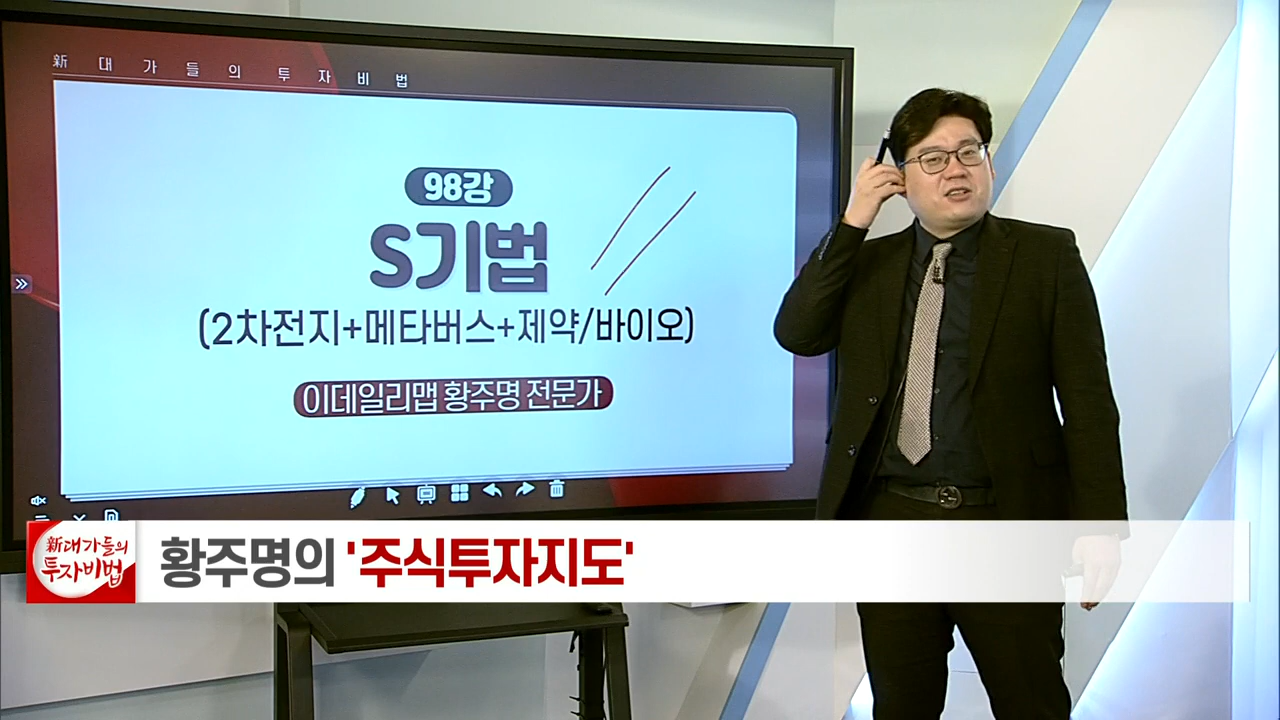 新대가들의투자비법
98강
S기법
(2차전지+메타버스+제약/바이오)
이데일리맵 황주명 전문가
新대가들의
투자비법
황주명의 '주식투자지도'